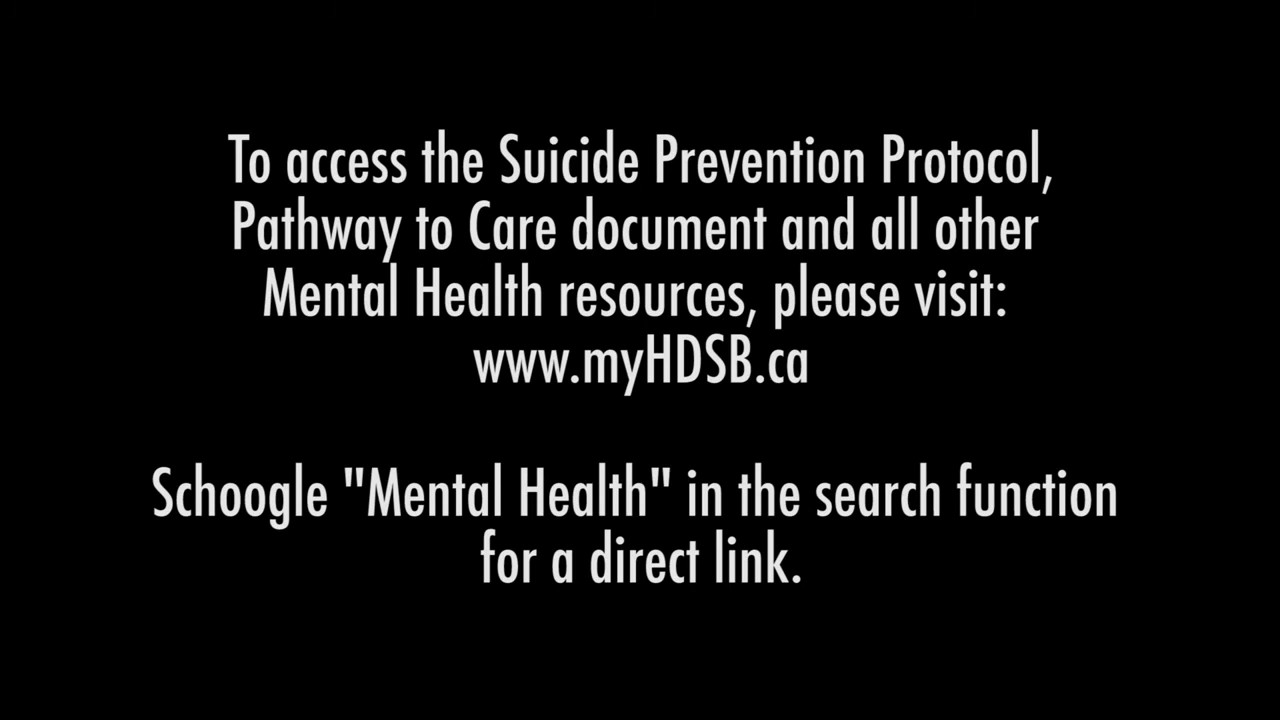 To access the Suicide Prevention Protocol,
Pathway to Care document and all other
Mental Health resources, please visit:
www.myHDSB.ca
Schoogle "Mental Health" in the search function
for a direct link.